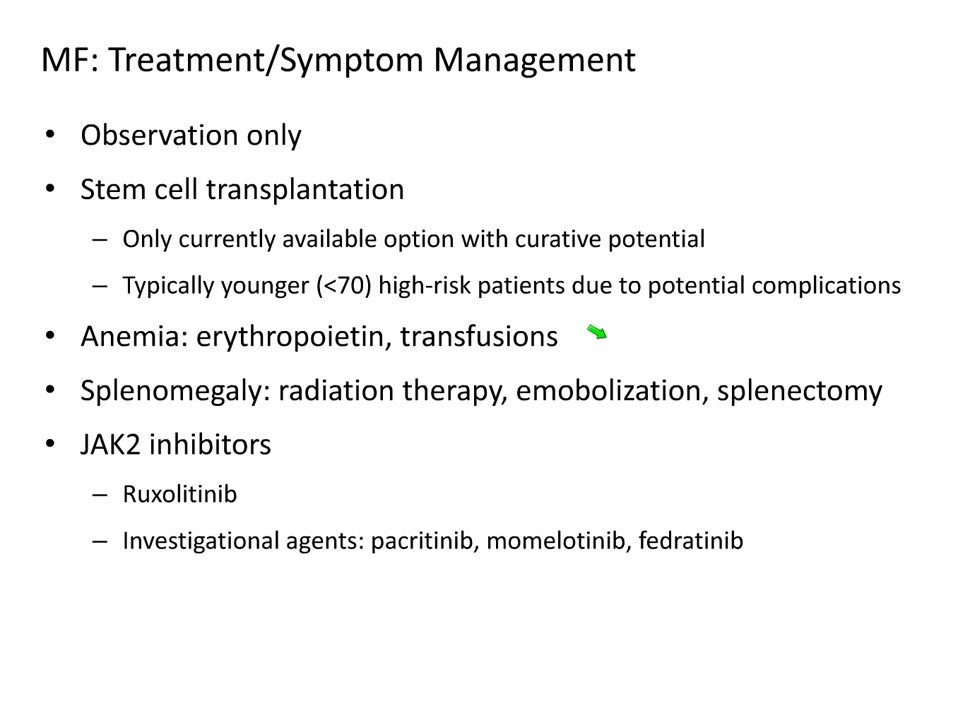 MF: Treatment/Symptom Management
• Observation only
• Stem cell transplantation
– Only currently available option with curative potential
– Typically younger (<70) high-risk patients due to potential complications
• Anemia: erythropoietin, transfusions
• Splenomegaly: radiation therapy, emobolization, splenectomy
• JAK2 inhibitors
– Ruxolitinib
– Investigational agents: pacritinib, momelotinib, fedratinib